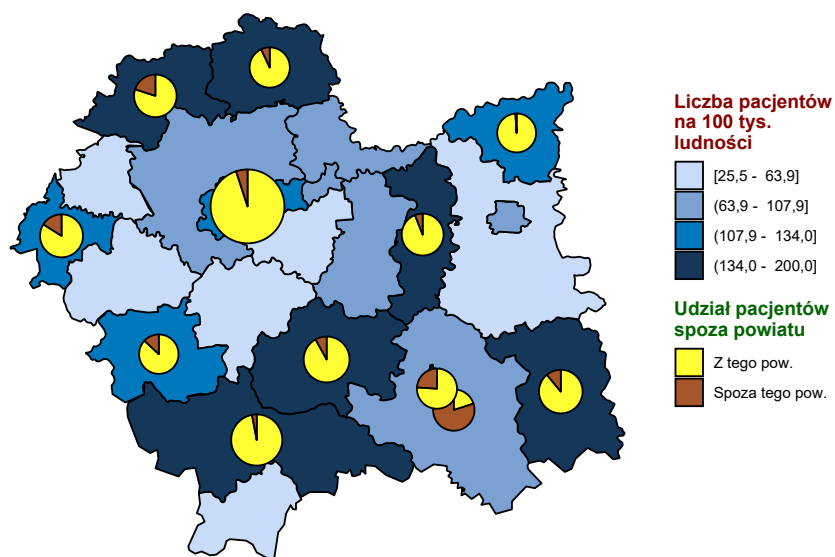 Liczba pacjentów
na 100 tys.
ludności
[25,5 - 63,9]
(63,9 - 107,9]
(107,9 - 134,0]
(134,0 - 200,0]
Udział pacjentów
spoza powiatu
Z tego pow.
Spoza tego pow.